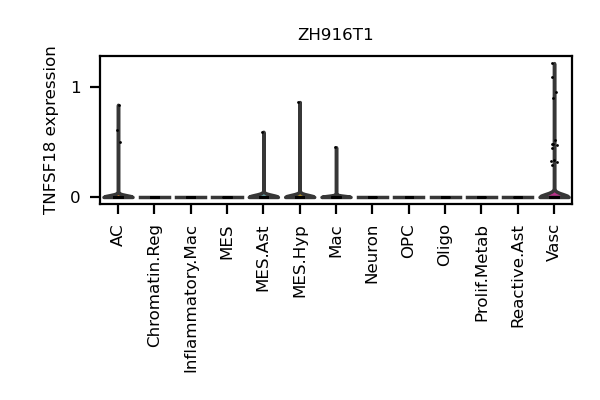 ZH916T1
TNFSF18 expression
1
0
AC
Chromatin.Reg
Inflammatory.Mac
MES
MES.Ast
MES.Hyp
Mac
Neuron
OPC
Oligo
Prolif.Metab
Reactive.Ast
Vasc